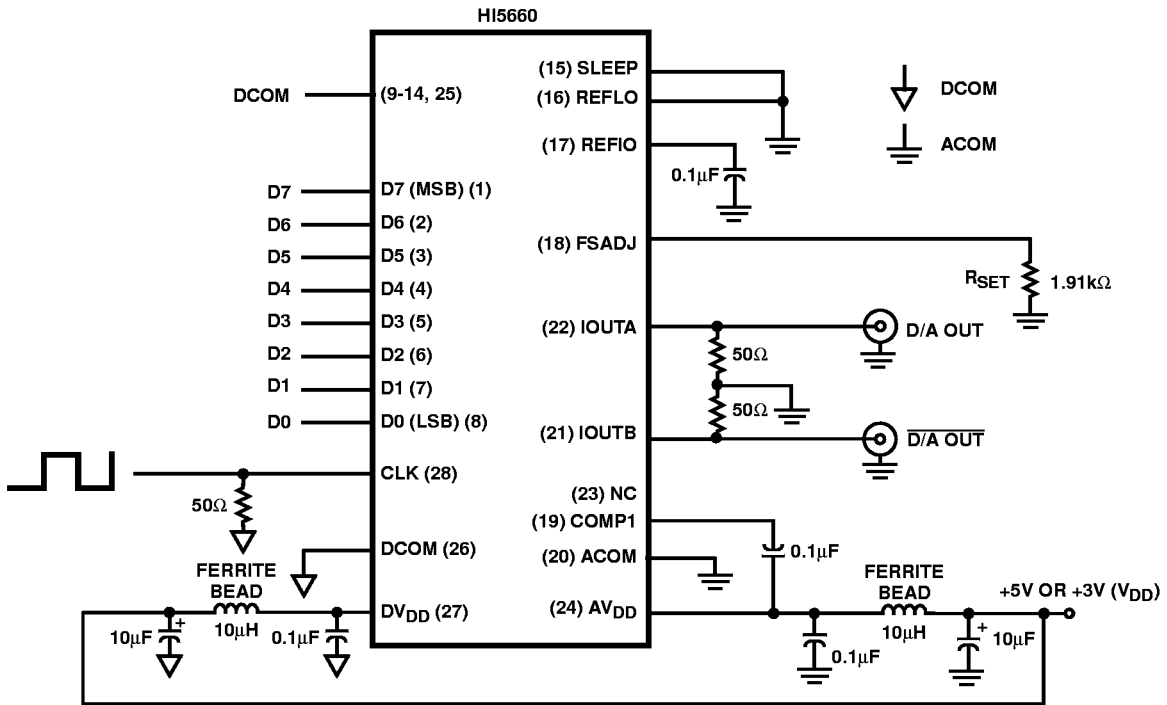 HI5660
DCOM
(9-14, 25)
D7
D7 (MSB) (1)
D6
D6 (2)
D5
D5 (3)
D4
D4 (4)
D3
D3 (5)
D2
D2 (6)
D1
D1 (7)
D0
D0 (LSB) (8)
CLK (28)
50Ω
DCOM (26)
FERRITE
BEAD
10μH
DVDD (27)
10μF
+
0.1μF
(15) SLEEP
(16) REFLO
(17) REFIO
0.1μF
(18) FSADJ
RSET
1.91kΩ
(22) IOUTA
D/A OUT
50Ω
50Ω
(21) IOUTB
D/A OUT
(23) NC
(19) COMP1
0.1μF
(20) ACOM
(24) AVDD
FERRITE
BEAD
10μH
0.1μF
+
10μF
+5V OR +3V (VDD)
DCOM
ACOM